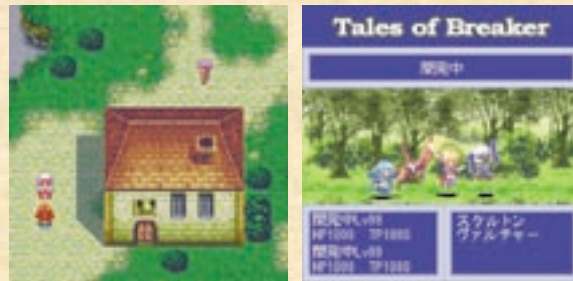 Tales of Breaker
開発中
開発中Lv99
HP1000 TP1000
開発中Lv99
HP1000 TP1000
スケルトン
ヴァルチャー